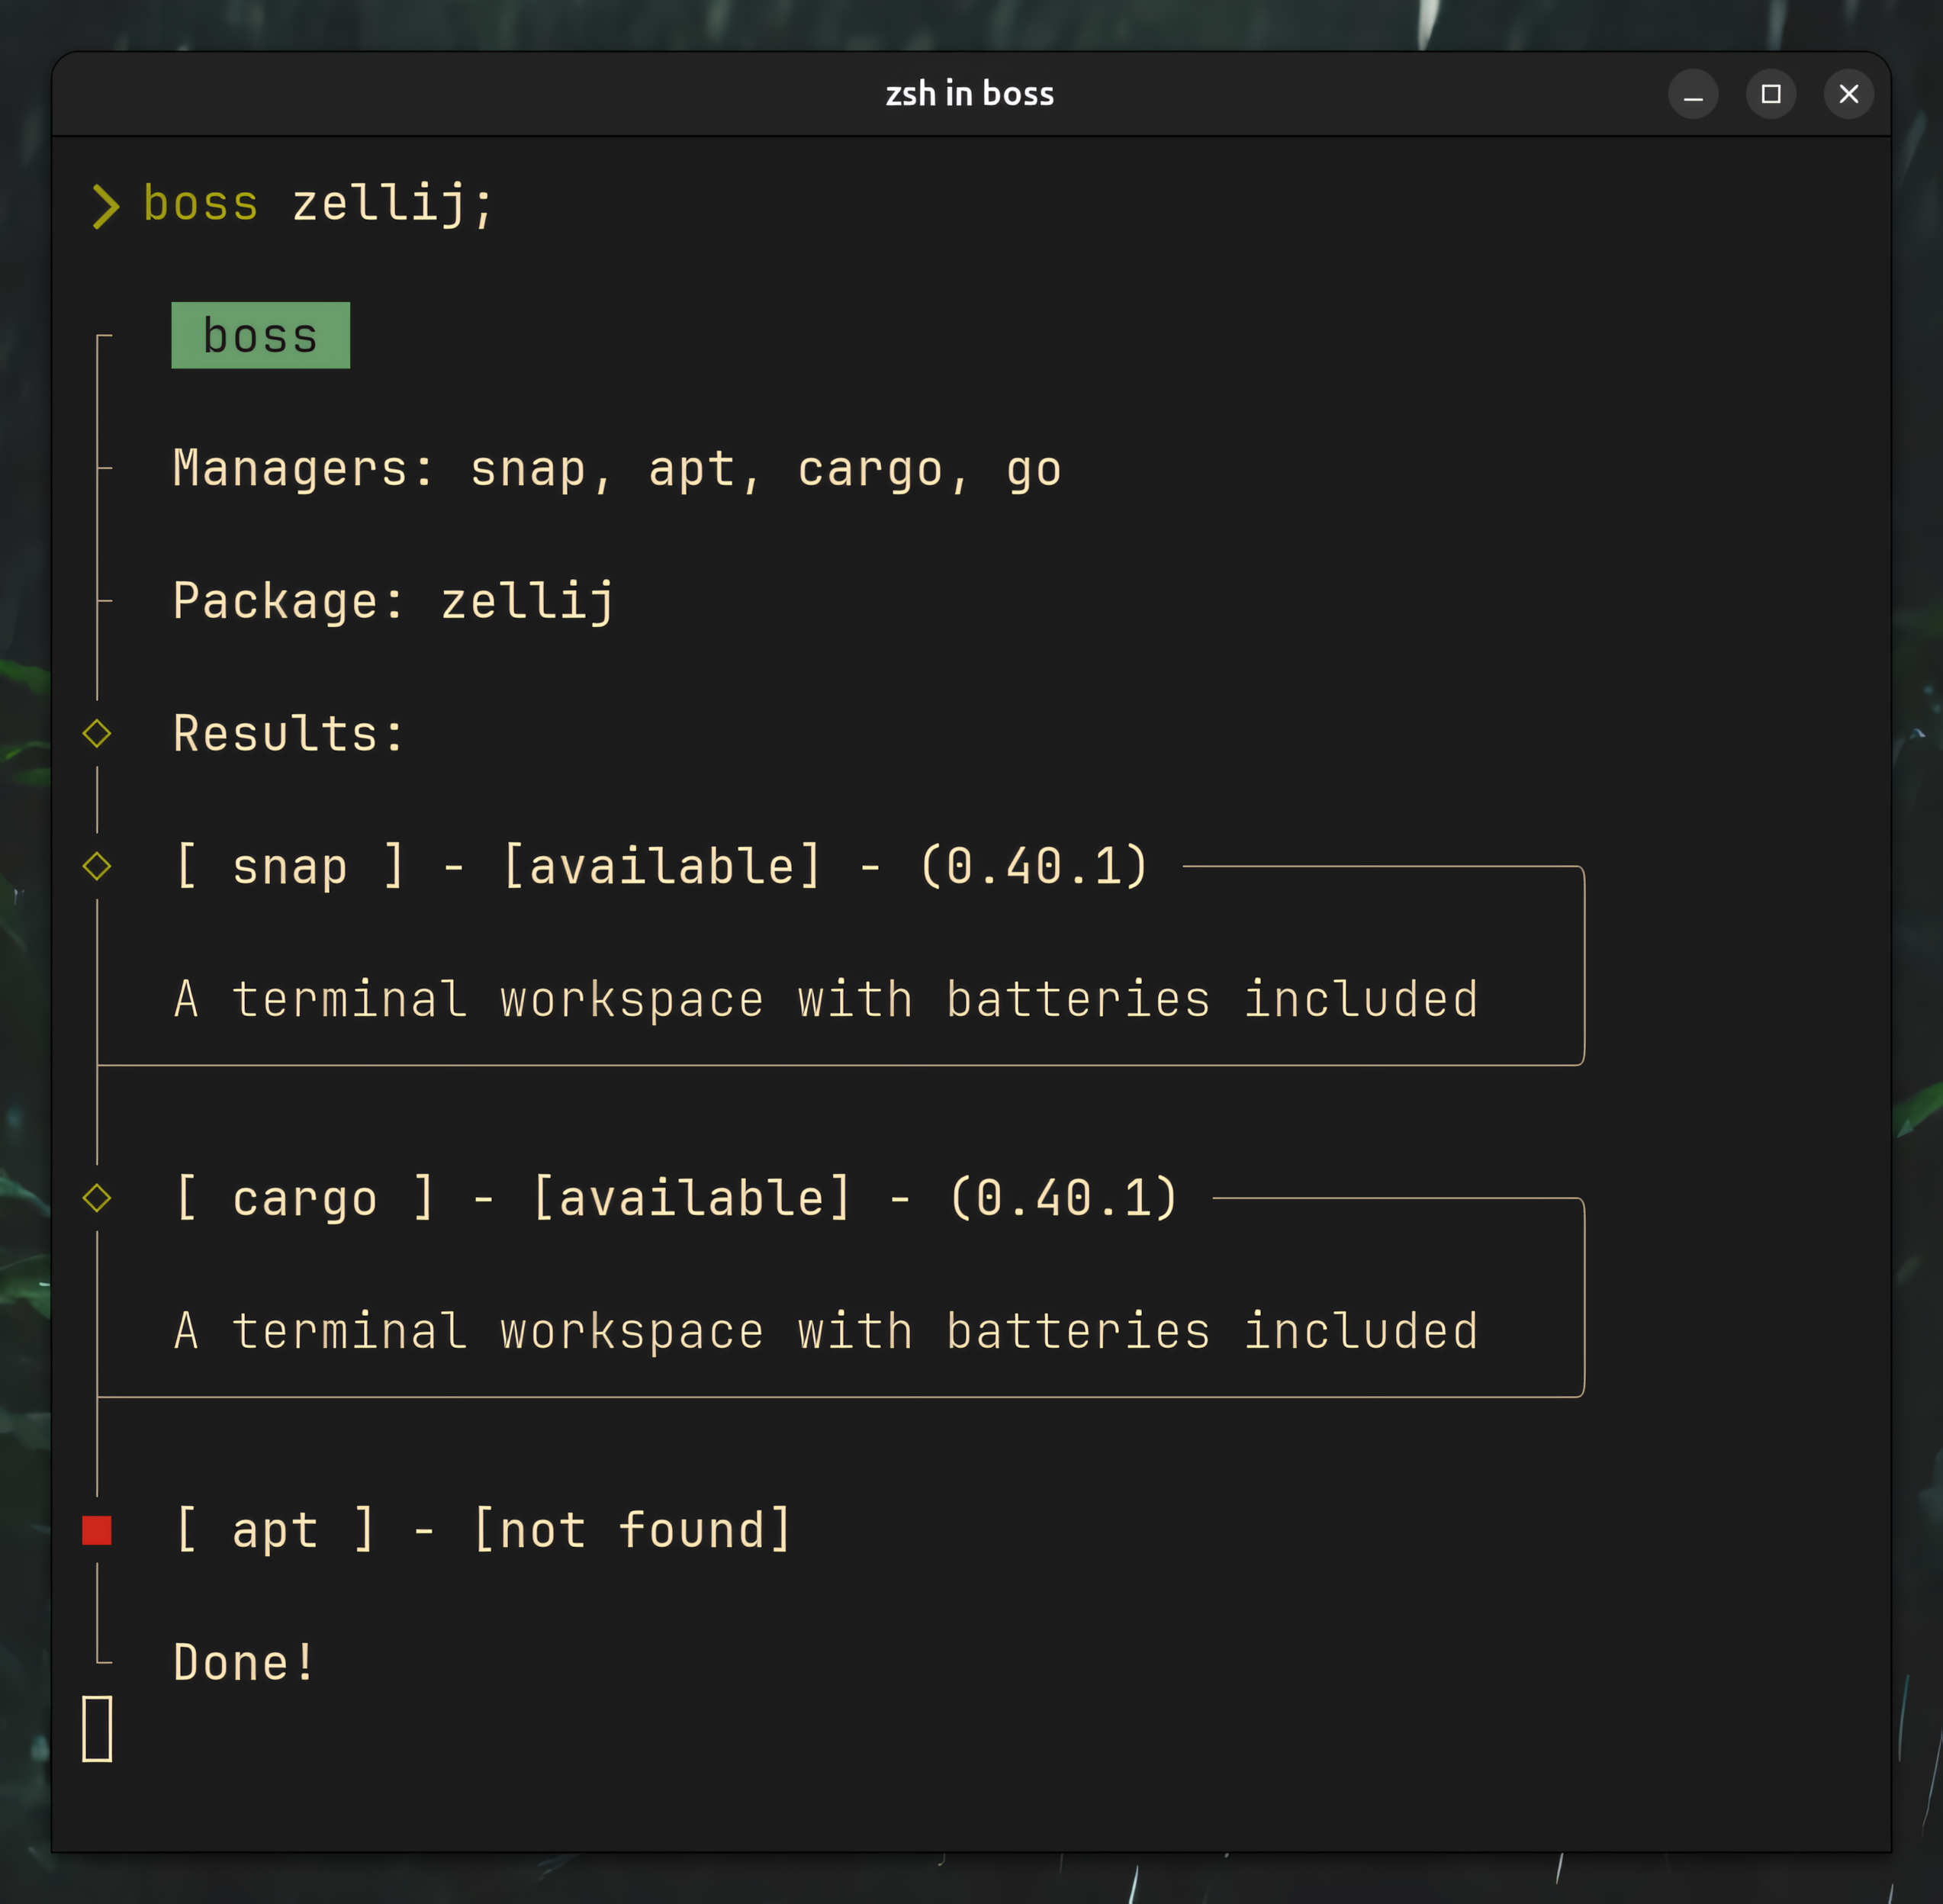 zsh in boss
boss zellij;
boss
Managers: snap, apt, cargo, go
Package: zellij
Results:
[ snap ] - [available] - (0.40.1)
A terminal workspace with batteries included
[ cargo ] - [available] - (0.40.1)
A terminal workspace with batteries included
[ apt ] - [not found]
Done!